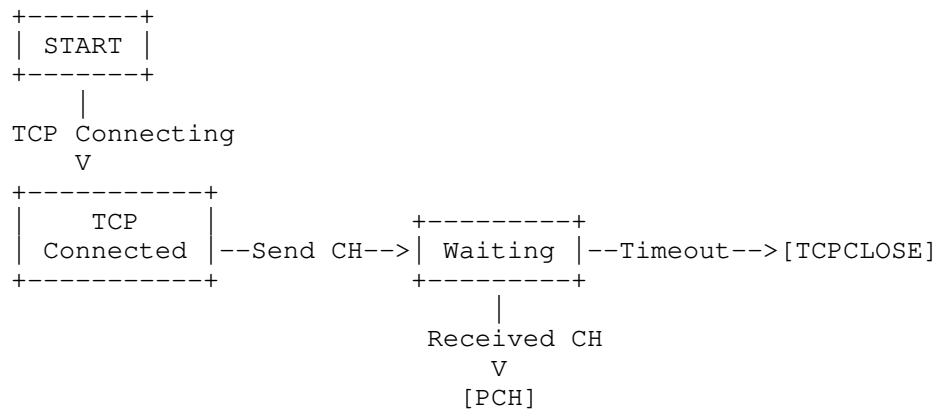 START
TCP Connecting
V
TCP
Connected --Send CH--> Waiting --Timeout-->[TCPCLOSE]
Received CH
V
[PCH]